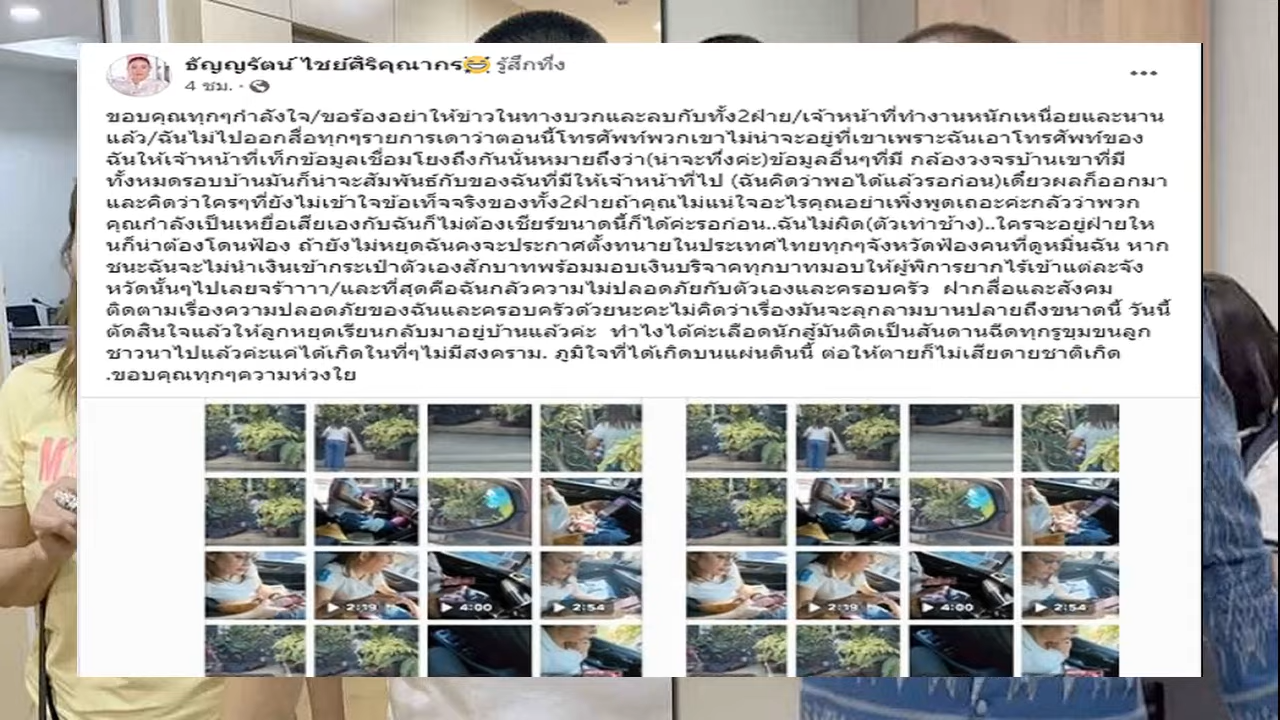 ธัญญรัตน์ ไชย์ศิริคุณากร😆 รู้สึกทึ่ง
4 ชม. ·
ขอบคุณทุกๆกำลังใจ/ขอร้องอย่าให้ข่าวในทางบวกและลบกับทั้ง2ฝ่าย/เจ้าหน้าที่ทำงานหนักเหนื่อยและนาน
แล้ว/ฉันไม่ไปออกสื่อทุกๆรายการเดาว่าตอนนี้โทรศัพท์พวกเขาไม่น่าจะอยู่ที่เขาเพราะฉันเอาโทรศัพท์ของ
ฉันให้เจ้าหน้าที่เท็กข้อมูลเชื่อมโยงถึงกันนั่นหมายถึงว่า(น่าจะทึ่งค่ะ)ข้อมูลอื่นๆที่มี กล้องวงจรบ้านเขาที่มี
ทั้งหมดรอบบ้านมันก็น่าจะสัมพันธ์กับของฉันที่มีให้เจ้าหน้าที่ไป (ฉันคิดว่าพอได้แล้วรอก่อน)เดี๋ยวผลก็ออกมา
และคิดว่าใครๆที่ยังไม่เข้าใจข้อเท็จจริงของทั้ง2ฝ่ายถ้าคุณไม่แน่ใจอะไรคุณอย่าเพิ่งพูดเถอะค่ะกลัวว่าพวก
คุณกำลังเป็นเหยื่อเสียเองกับฉันก็ไม่ต้องเชียร์ขนาดนี้ก็ได้ค่ะรอก่อน..ฉันไม่ผิด(ตัวเท่าช้าง)..ใครจะอยู่ฝ่ายให
นก็น่าต้องโดนฟ้อง ถ้ายังไม่หยุดฉันคงจะประกาศตั้งทนายในประเทศไทยทุกๆจังหวัดฟ้องคนที่ดูหมิ่นฉัน หาก
ชนะฉันจะไม่นำเงินเข้ากระเป๋าตัวเองสักบาทพร้อมมอบเงินบริจาคทุกบาทมอบให้ผู้พิการยากไร้เข้าแต่ละจัง
หวัดนั้นๆไปเลยจร้าาาา/และที่สุดคือฉันกลัวความไม่ปลอดภัยกับตัวเองและครอบครัว ฝากสื่อและสังคม
ติดตามเรื่องความปลอดภัยของฉันและครอบครัวด้วยนะคะไม่คิดว่าเรื่องมันจะลุกลามบานปลายถึงขนาดนี้ วันนี้
ตัดสินใจแล้วให้ลูกหยุดเรียนกลับมาอยู่บ้านแล้วค่ะ ทำไงได้ค่ะเลือดนักสู้มันติดเป็นสันดานฉีดทุกรูขุมขนลูก
ชาวนาไปแล้วค่ะแค่ได้เกิดในที่ๆไม่มีสงคราม. ภูมิใจที่ได้เกิดบนแผ่นดินนี้ ต่อให้ตายก็ไม่เสียดายชาติเกิด
.ขอบคุณทุกๆความห่วงใย
2:19 4:00 2:54 2:19 4:00 2:54